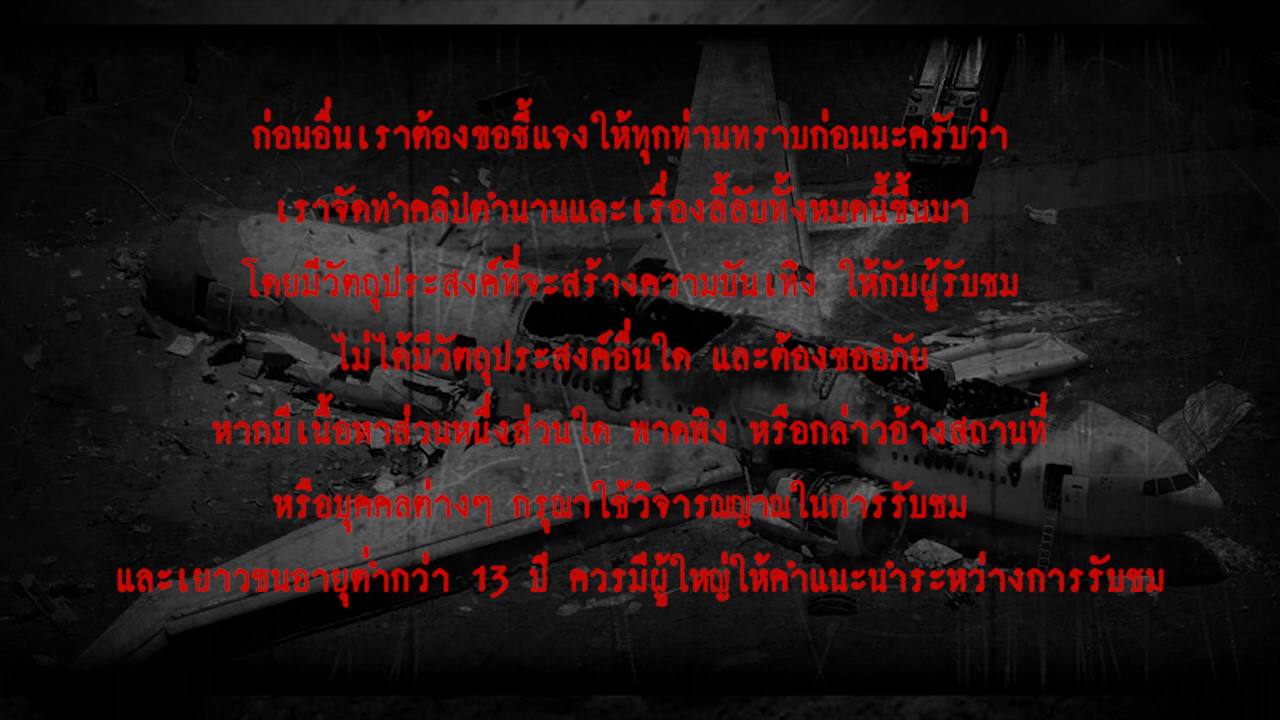 ก่อนอื่นเราต้องขอชี้แจงให้ทุกท่านทราบก่อนนะครับว่า
เราจัดทำคลิปตำนานและเรื่องลี้ลับทั้งหมดนี้ขึ้นมา
โดยมีวัตถุประสงค์ที่จะสร้างความบันเทิง ให้กับผู้รับชม
ไม่ได้มีวัตถุประสงค์อื่นใด และต้องขออภัย
หากมีเนื้อหาส่วนหนึ่งส่วนใด พาดพิง หรือกล่าวอ้างสถานที่
หรือบุคคลต่างๆ กรุณาใช้วิจารณญาณในการรับชม
และเยาวชนอายุต่ำกว่า 13 ปี ควรมีผู้ใหญ่ให้คำแนะนำระหว่างการรับชม